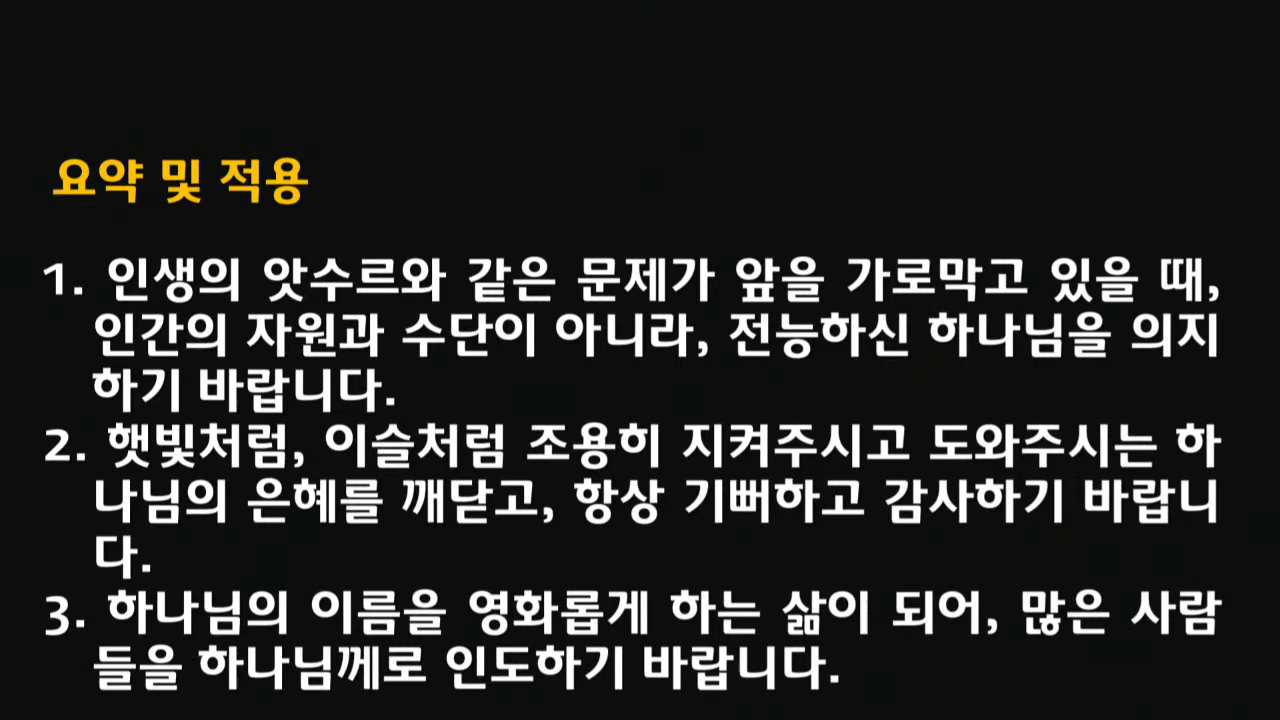 요약 및 적용
1. 인생의 앗수르와 같은 문제가 앞을 가로막고 있을 때,
인간의 자원과 수단이 아니라, 전능하신 하나님을 의지
하기 바랍니다.
2. 햇빛처럼, 이슬처럼 조용히 지켜주시고 도와주시는 하
나님의 은혜를 깨닫고, 항상 기뻐하고 감사하기 바랍니
다.
3. 하나님의 이름을 영화롭게 하는 삶이 되어, 많은 사람
들을 하나님께로 인도하기 바랍니다.